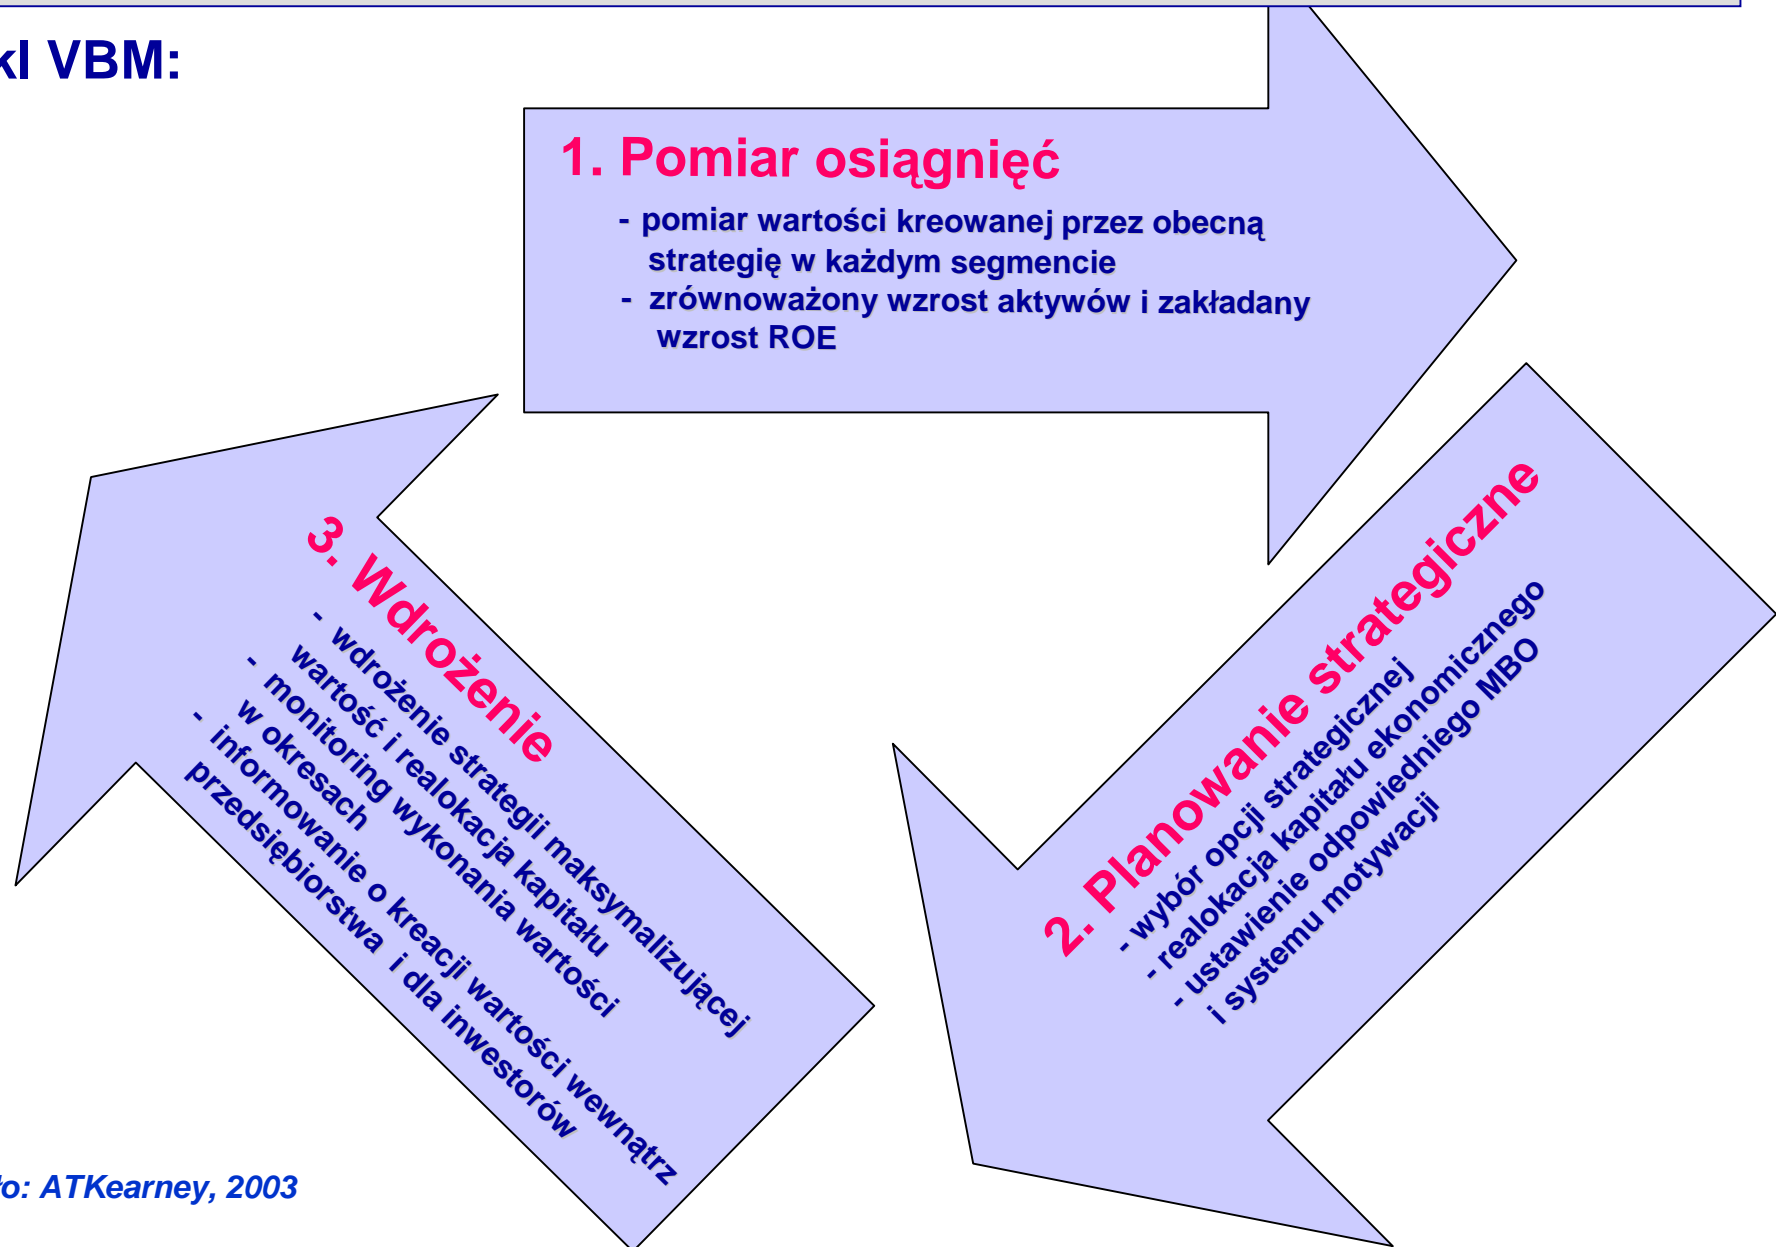 kl VBM:
1. Pomiar osiągnięć
- pomiar wartości kreowanej przez obecną
strategię w każdym segmencie
- zrównoważony wzrost aktywów i zakładany
wzrost ROE
2. Planowanie strategiczne
- wybór opcji strategicznej
- realokacja kapitału ekonomicznego
- ustawienie odpowiedniego MBO
i systemu motywacji
3. Wdrożenie
- wdrożenie strategii maksymalizującej
wartość i realokacja kapitału
- monitoring wykonania wartości
w okresach
- informowanie o kreacji wartości wewnątrz
przedsiębiorstwa i dla inwestorów
o: ATKearney, 2003